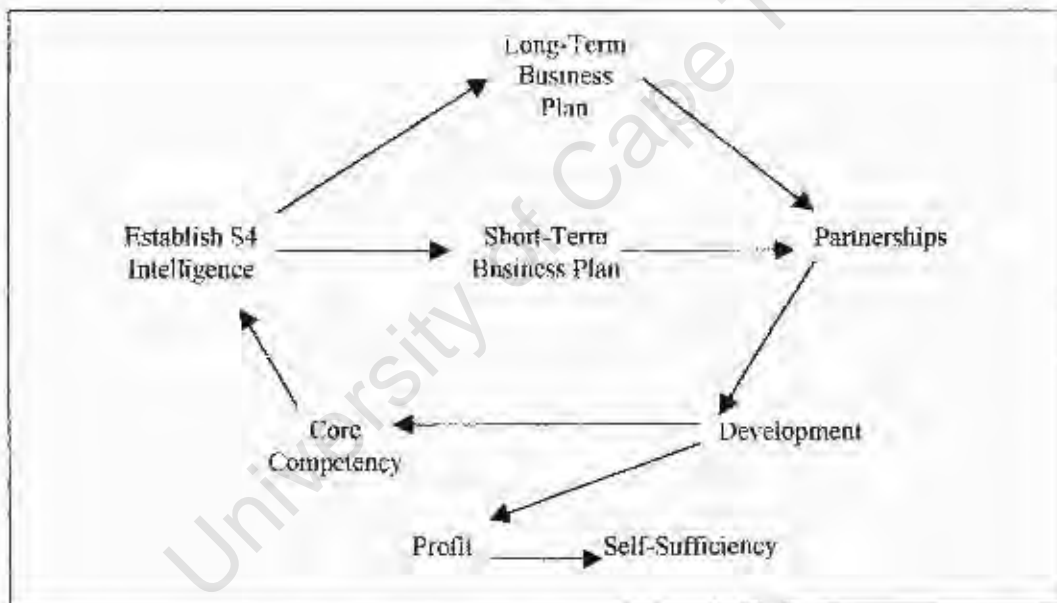 Long-Term
Business
Plan
Establish S4
Intelligence
Short-Term
Business Plan
Partnerships
Core
Competency
Development
Profit
Self-Sufficiency
University of Cape T